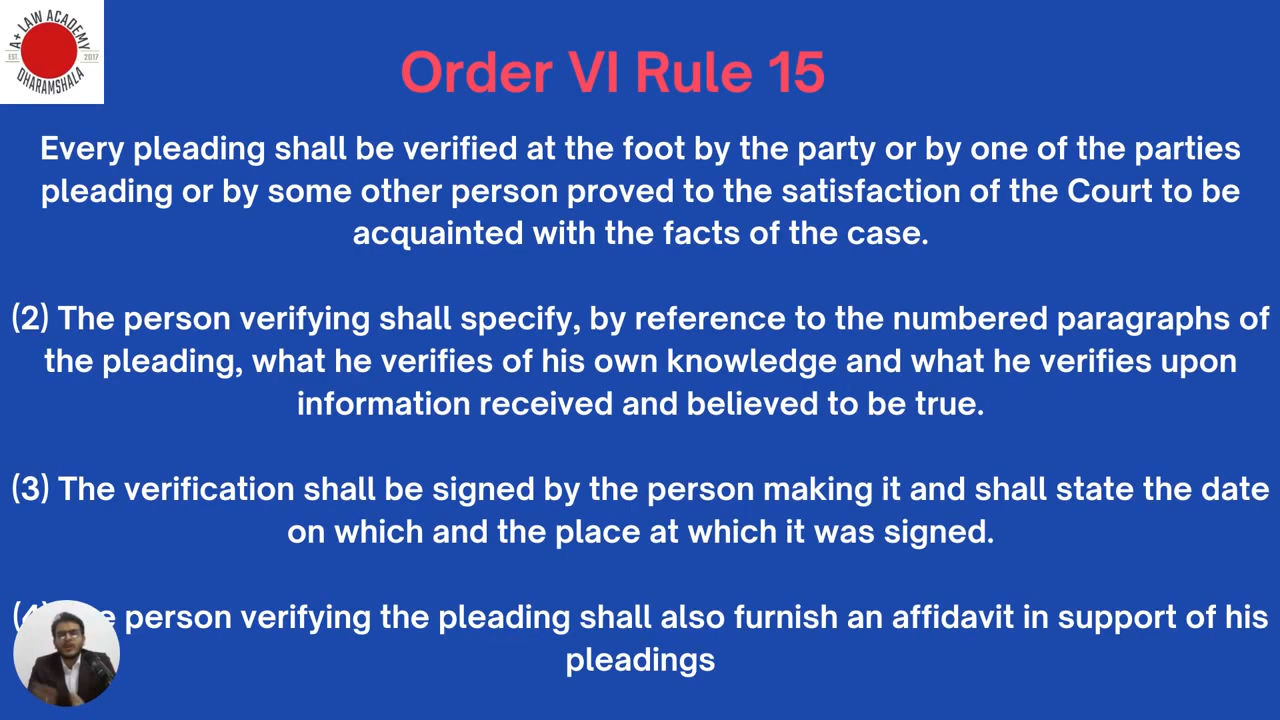 A+ LAW ACADEMY
EST. 2017
DHARAMSHALA
Order VI Rule 15
Every pleading shall be verified at the foot by the party or by one of the parties
pleading or by some other person proved to the satisfaction of the Court to be
acquainted with the facts of the case.
(2) The person verifying shall specify, by reference to the numbered paragraphs of
the pleading, what he verifies of his own knowledge and what he verifies upon
information received and believed to be true.
(3) The verification shall be signed by the person making it and shall state the date
on which and the place at which it was signed.
person verifying the pleading shall also furnish an affidavit in support of his
pleadings